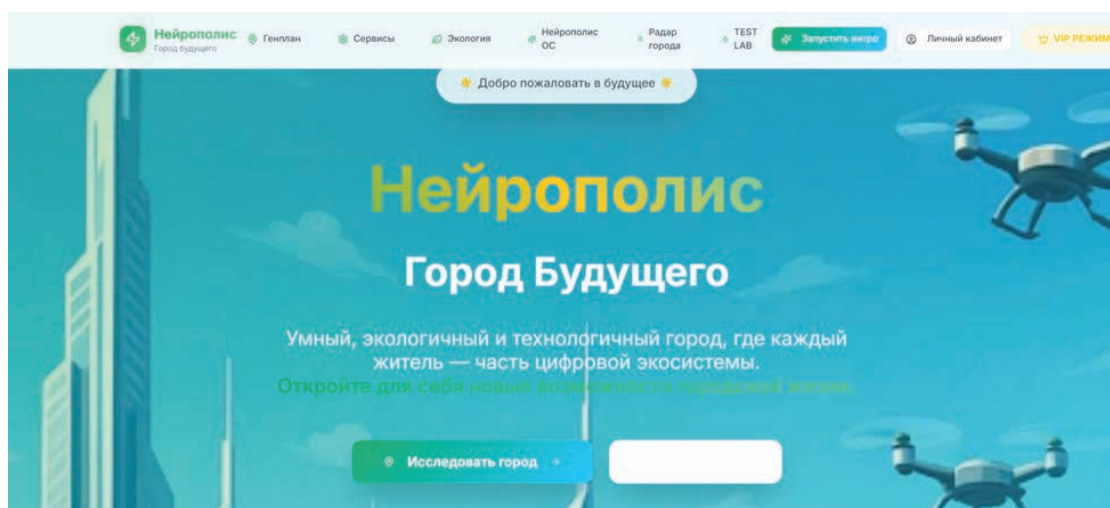 Нейрополис
Город будущего
Генплан
Сервисы
Экология
Нейрополис
ОС
Радар
города
TEST
LAB
Запустить интро
Личный кабинет
VIP РЕЖИМ
Добро пожаловать в будущее
Нейрополис
Город Будущего
Умный, экологичный и технологичный город, где каждый
житель — часть цифровой экосистемы.
Откройте для себя новые возможности городской жизни.
Исследовать город →